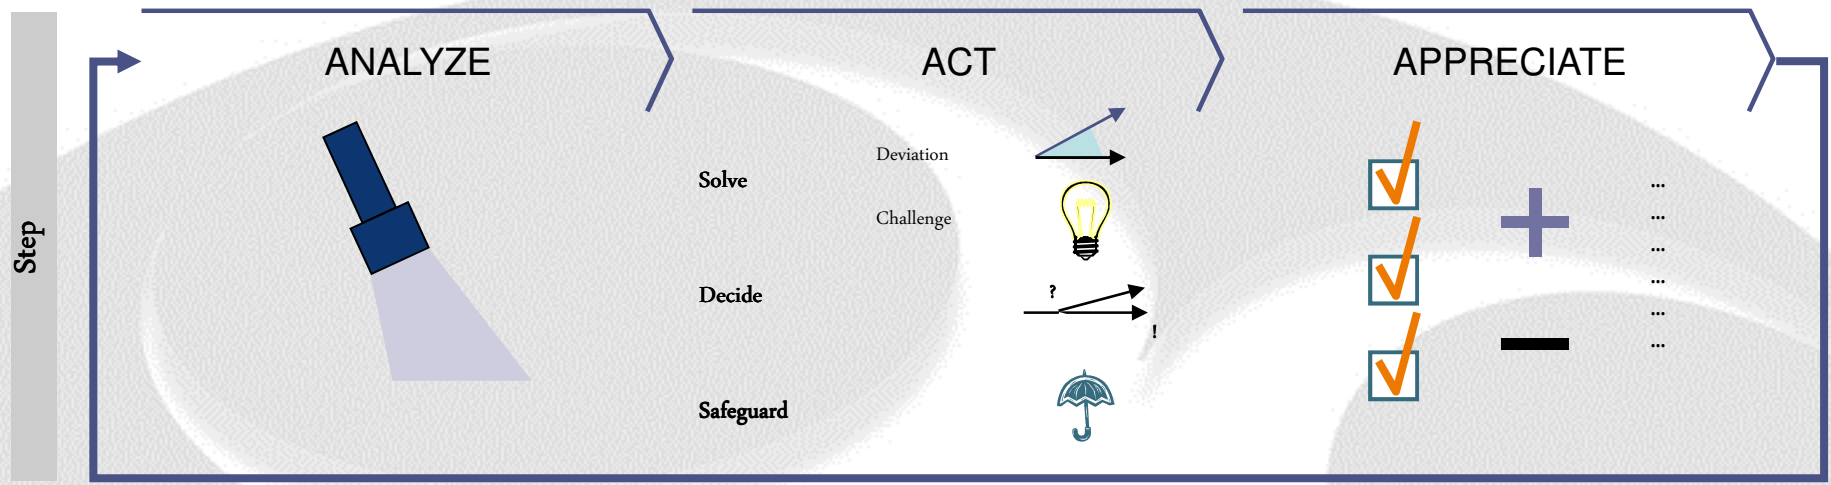 ANALYZE
ACT
APPRECIATE
Step
Deviation
Solve
Challenge
Decide
?
!
Safeguard
...
...
...
...
...
...